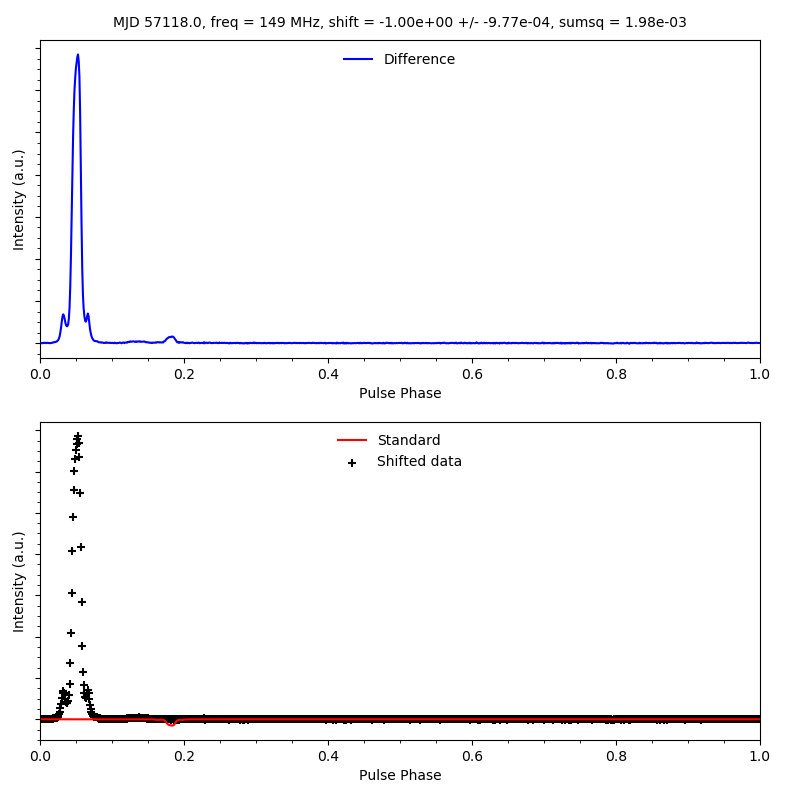 MJD 57118.0, freq = 149 MHz, shift = -1.00e+00 +/- -9.77e-04, sumsq = 1.98e-03
Difference
Intensity (a.u.)
0.0 0.2 0.4 0.6 0.8 1.0
Pulse Phase
Standard
Shifted data
Intensity (a.u.)
0.0 0.2 0.4 0.6 0.8 1.0
Pulse Phase